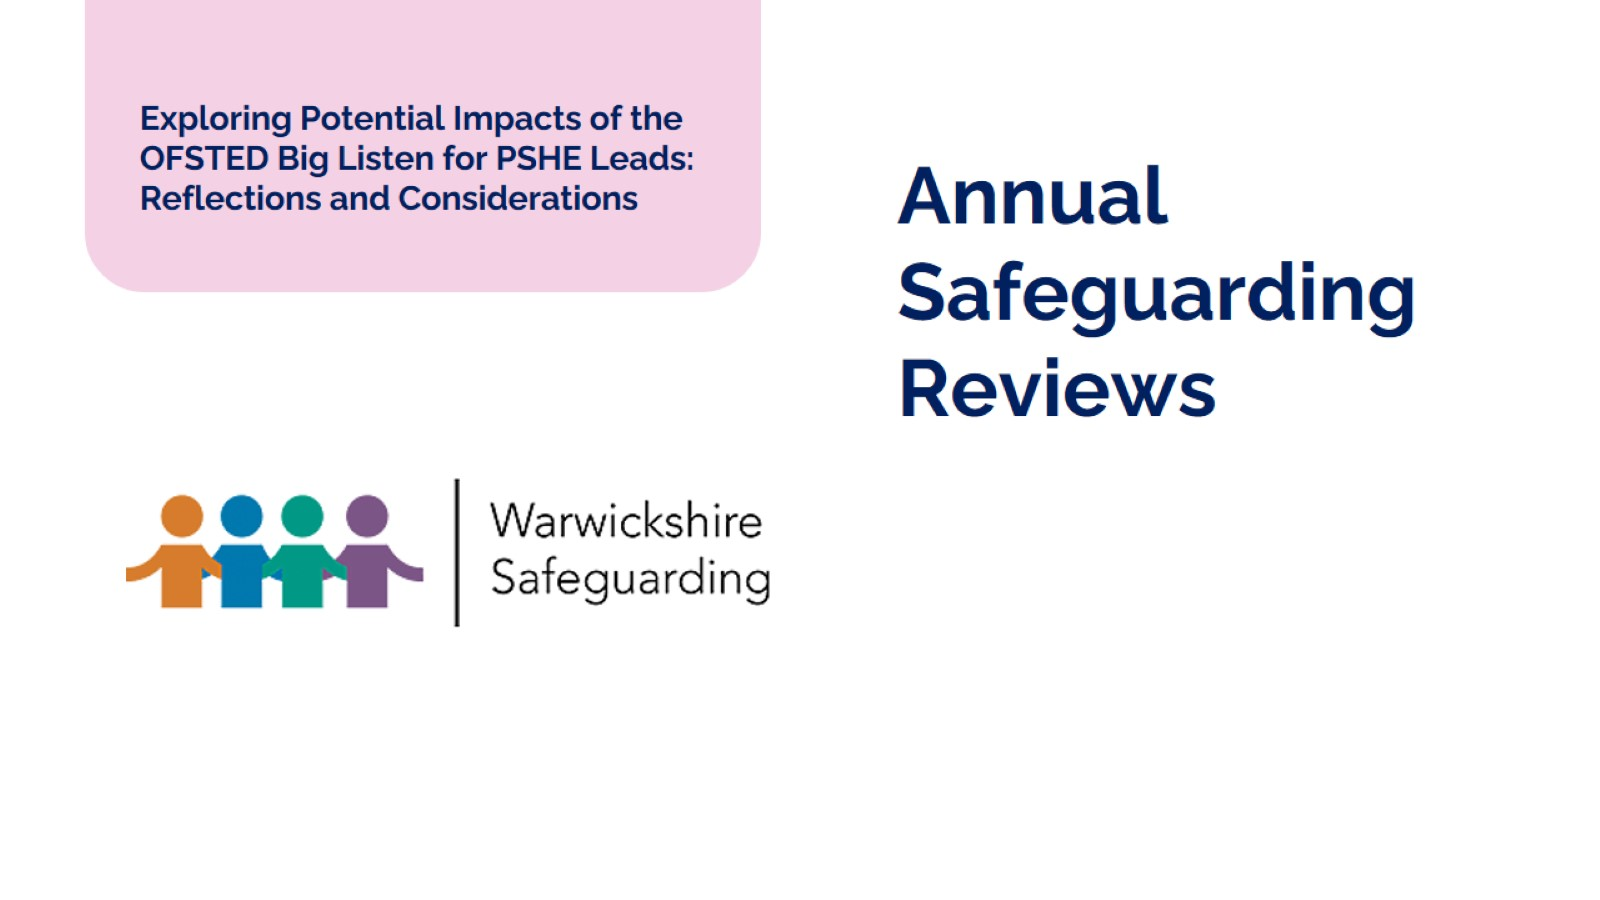 Exploring Potential Impacts of the
OFSTED Big Listen for PSHE Leads:
Reflections and Considerations
Annual
Safeguarding
Reviews
Warwickshire
Safeguarding